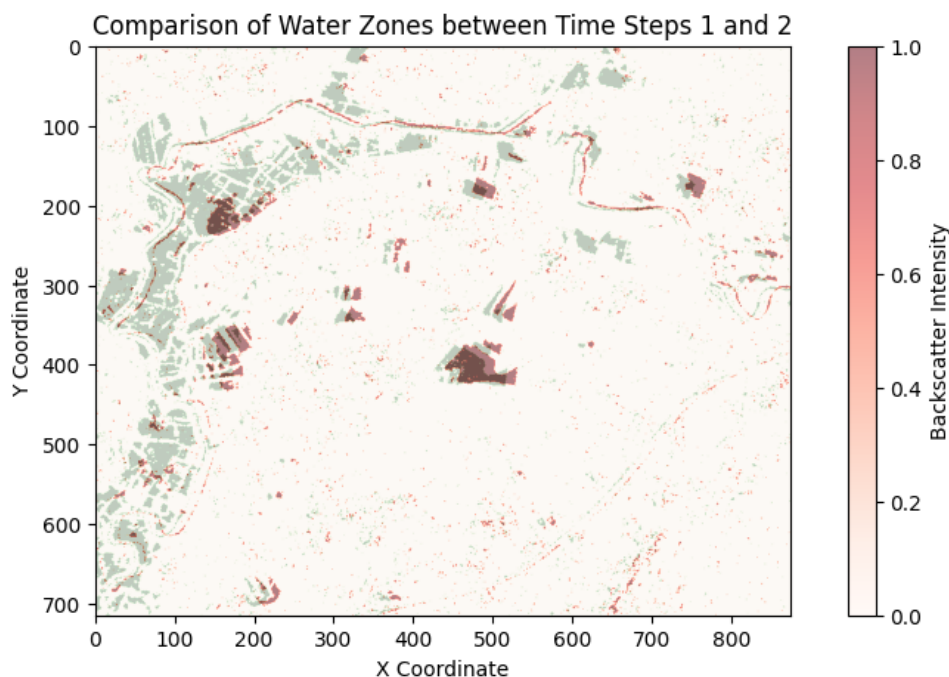 Comparison of Water Zones between Time Steps 1 and 2
0
100
200
300
400
500
600
700
Y Coordinate
0 100 200 300 400 500 600 700 800
X Coordinate
1.0
0.8
0.6
0.4
0.2
0.0
Backscatter Intensity